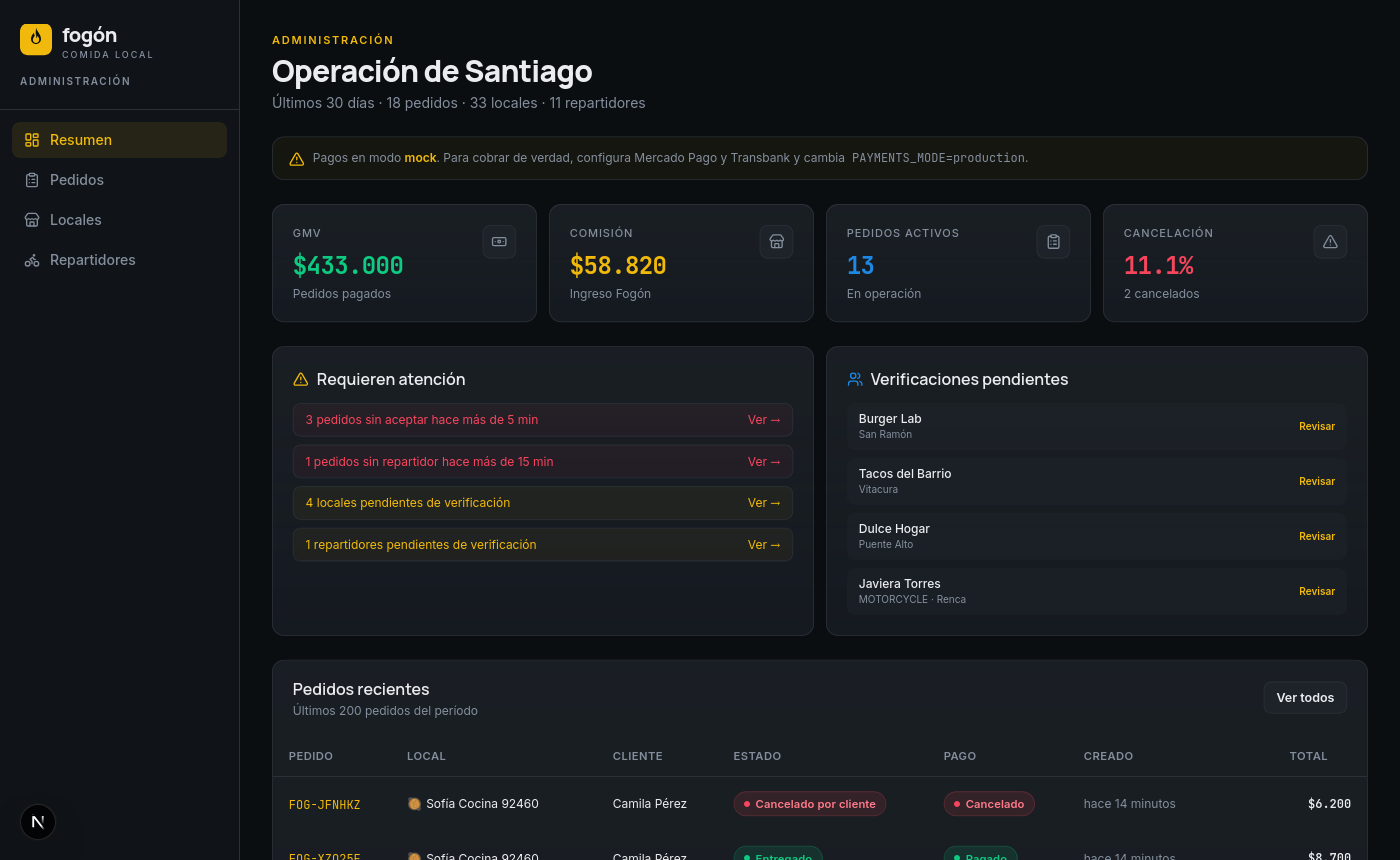 fogón
COMIDA LOCAL
ADMINISTRACIÓN
Resumen
Pedidos
Locales
Repartidores
N
ADMINISTRACIÓN
Operación de Santiago
Últimos 30 días · 18 pedidos · 33 locales · 11 repartidores
Pagos en modo mock. Para cobrar de verdad, configura Mercado Pago y Transbank y cambia PAYMENTS_MODE=production.
GMV
$433.000
Pedidos pagados
COMISIÓN
$58.820
Ingreso Fogón
PEDIDOS ACTIVOS
13
En operación
CANCELACIÓN
11.1%
2 cancelados
Requieren atención
3 pedidos sin aceptar hace más de 5 min Ver →
1 pedidos sin repartidor hace más de 15 min Ver →
4 locales pendientes de verificación Ver →
1 repartidores pendientes de verificación Ver →
Verificaciones pendientes
Burger Lab
San Ramón
Revisar
Tacos del Barrio
Vitacura
Revisar
Dulce Hogar
Puente Alto
Revisar
Javiera Torres
MOTORCYCLE · Renca
Revisar
Pedidos recientes
Últimos 200 pedidos del período
Ver todos
PEDIDO LOCAL CLIENTE ESTADO PAGO CREADO TOTAL
FOG-JFNHKZ Sofía Cocina 92460 Camila Pérez Cancelado por cliente Cancelado hace 14 minutos $6.200
Sofía Cocina 92460 Camila Pérez Entregado Pagado hace 14 minutos $8.700